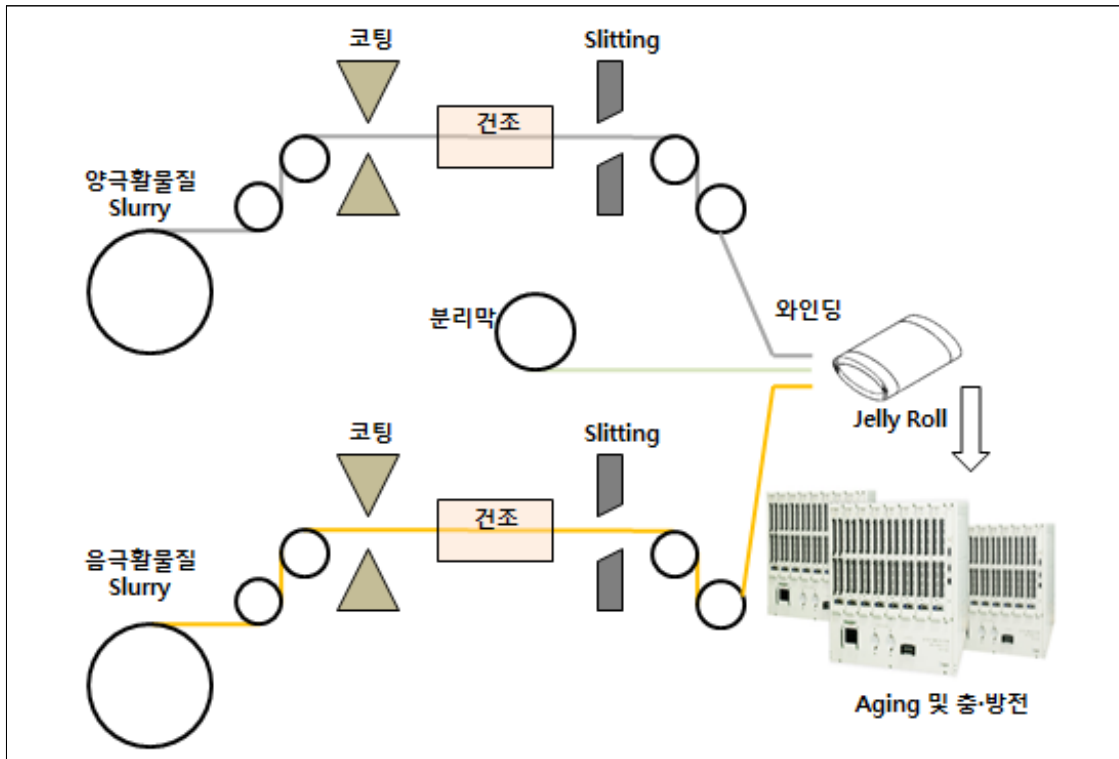 코팅
Slitting
건조
양극활물질
Slurry
분리막
와인딩
Jelly Roll
코팅
Slitting
건조
음극활물질
Slurry
Aging 및 충·방전